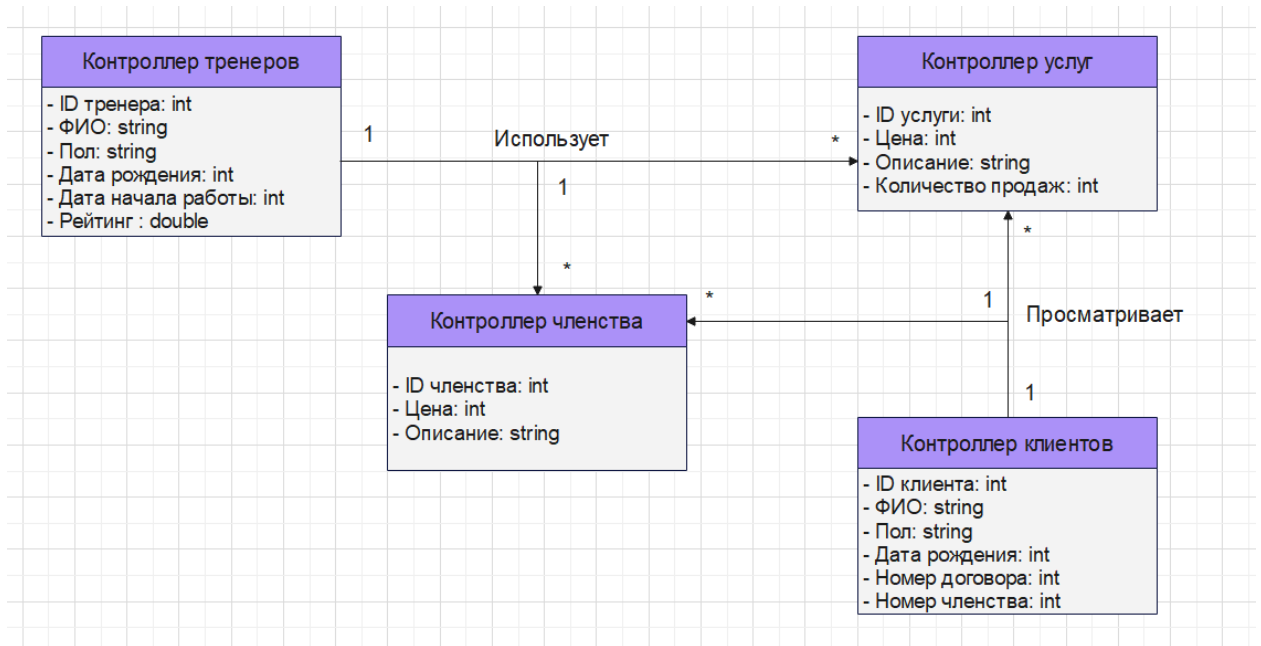 Контроллер тренеров
- ID тренера: int
- ФИО: string
- Пол: string
- Дата рождения: int
- Дата начала работы: int
- Рейтинг : double
1
Использует
*
1
*
Контроллер услуг
- ID услуги: int
- Цена: int
- Описание: string
- Количество продаж: int
*
Контроллер членства
- ID членства: int
- Цена: int
- Описание: string
*
1
Просматривает
1
Контроллер клиентов
- ID клиента: int
- ФИО: string
- Пол: string
- Дата рождения: int
- Номер договора: int
- Номер членства: int